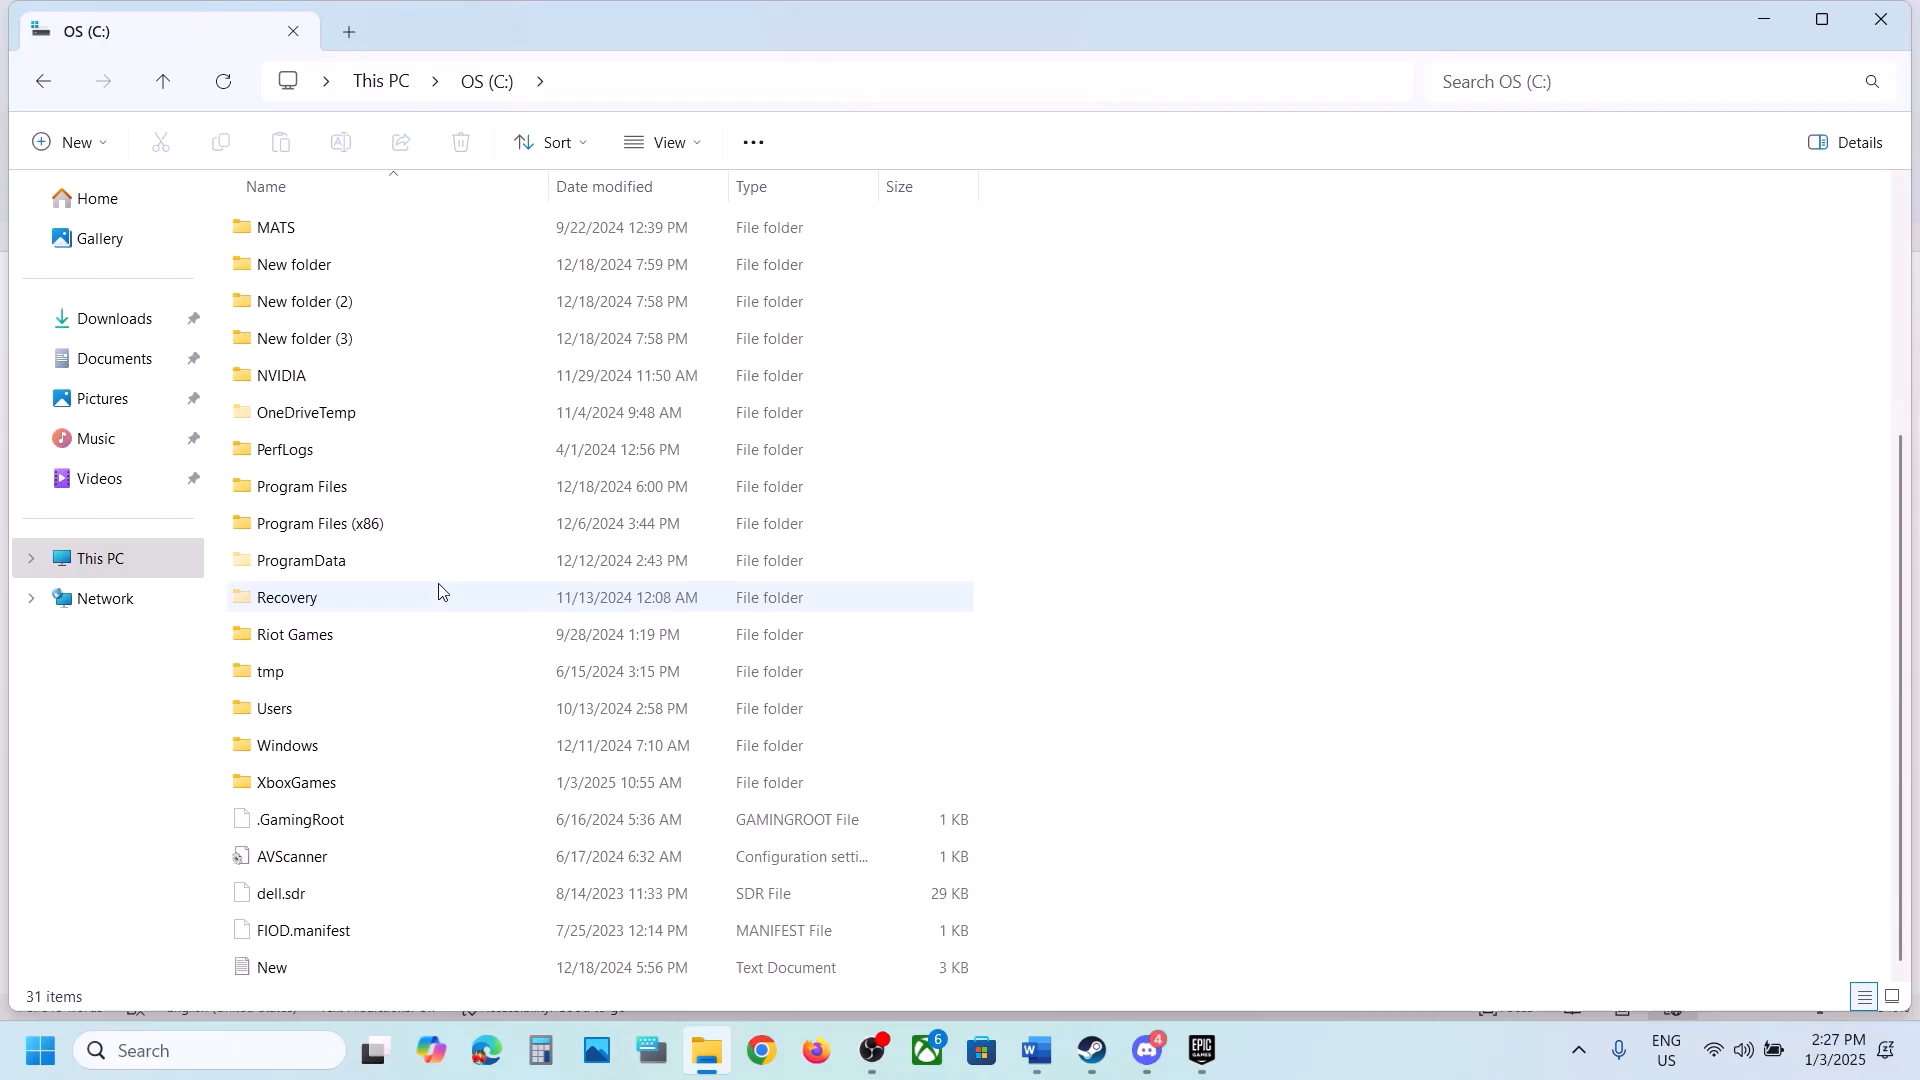 OS (C:)
This PC
OS (C:)
Search OS (C:)
New
Sort
View
Details
Name
Date modified
Type
Size
Home
Gallery
Downloads
Documents
Pictures
Music
Videos
This PC
Network
MATS 9/22/2024 12:39 PM File folder
New folder 12/18/2024 7:59 PM File folder
New folder (2) 12/18/2024 7:58 PM File folder
New folder (3) 12/18/2024 7:58 PM File folder
NVIDIA 11/29/2024 11:50 AM File folder
OneDriveTemp 11/4/2024 9:48 AM File folder
PerfLogs 4/1/2024 12:56 PM File folder
Program Files 12/18/2024 6:00 PM File folder
Program Files (x86) 12/6/2024 3:44 PM File folder
ProgramData 12/12/2024 2:43 PM File folder
Recovery 11/13/2024 12:08 AM File folder
Riot Games 9/28/2024 1:19 PM File folder
tmp 6/15/2024 3:15 PM File folder
Users 10/13/2024 2:58 PM File folder
Windows 12/11/2024 7:10 AM File folder
XboxGames 1/3/2025 10:55 AM File folder
.GamingRoot 6/16/2024 5:36 AM GAMINGROOT File 1 KB
AVScanner 6/17/2024 6:32 AM Configuration setti... 1 KB
dell.sdr 8/14/2023 11:33 PM SDR File 29 KB
FIOD.manifest 7/25/2023 12:14 PM MANIFEST File 1 KB
New 12/18/2024 5:56 PM Text Document 3 KB
31 items
Search
6
4
EPIC
GAMES
ENG
US
2:27 PM
1/3/2025